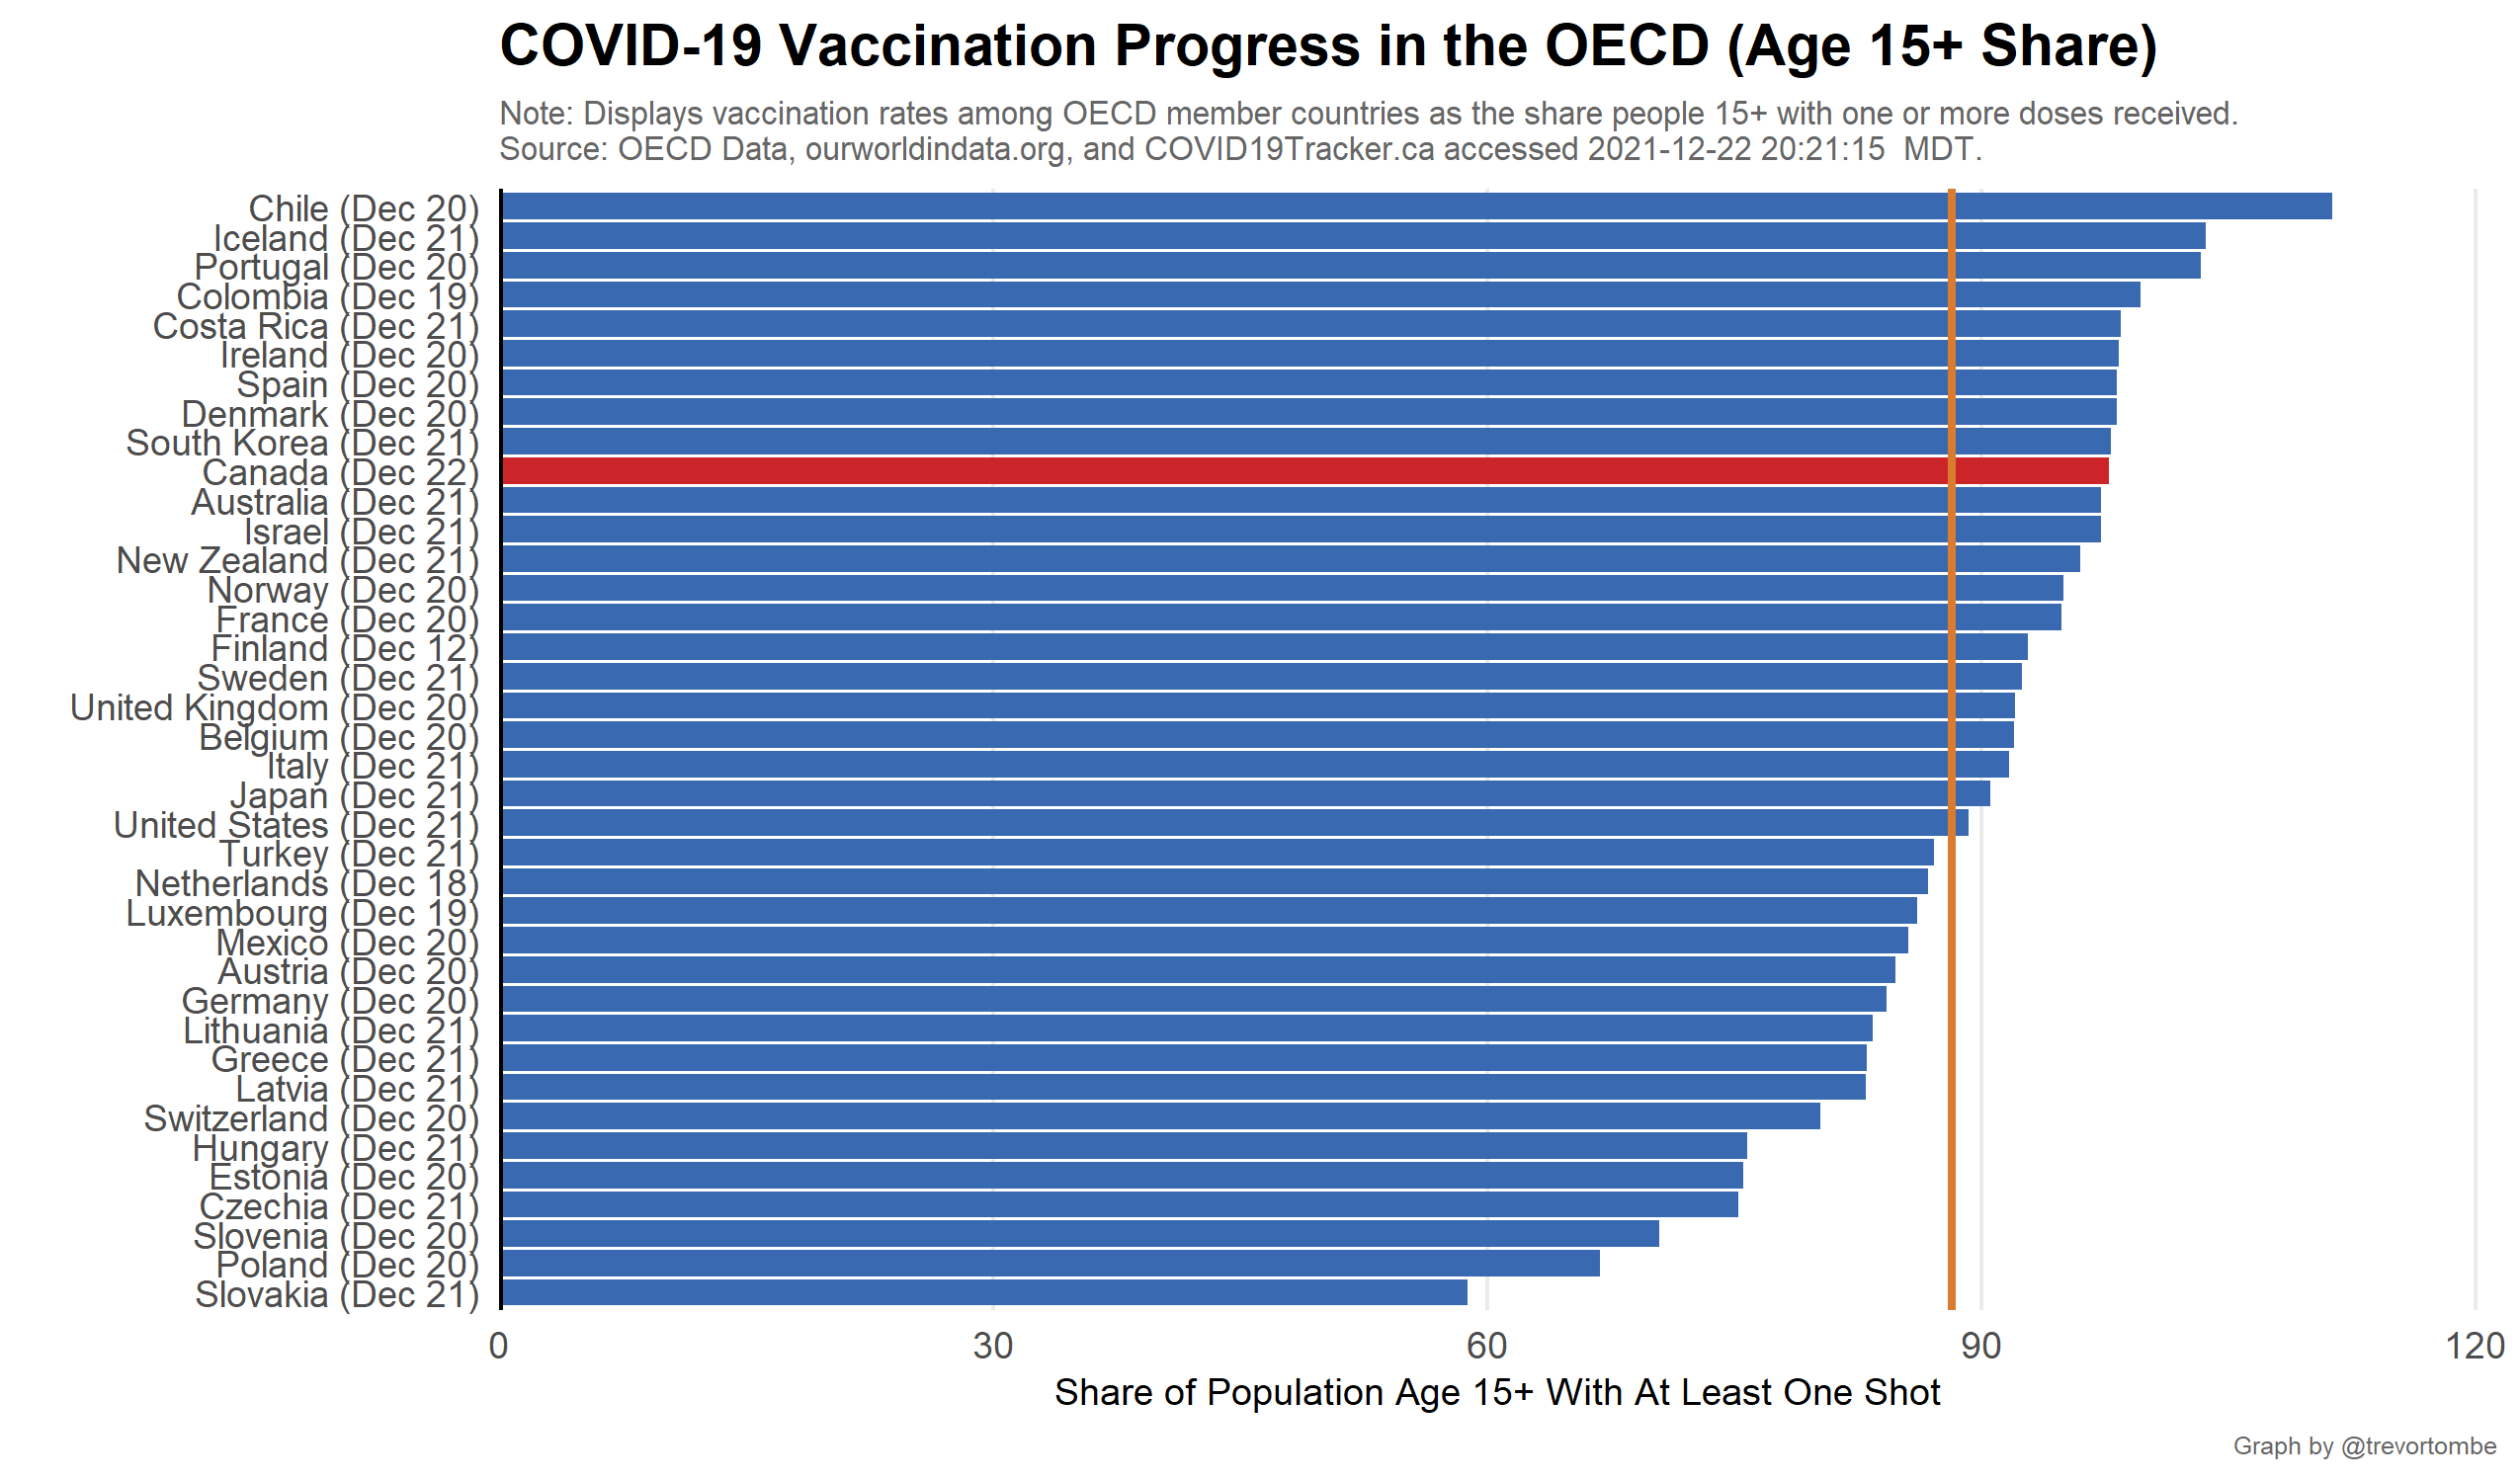 COVID-19 Vaccination Progress in the OECD (Age 15+ Share)
Note: Displays vaccination rates among OECD member countries as the share people 15+ with one or more doses received.
Source: OECD Data, ourworldindata.org, and COVID19Tracker.ca accessed 2021-12-22 20:21:15  MDT.
Chile (Dec 20)
Iceland (Dec 21)
Portugal (Dec 20)
Colombia (Dec 19)
Costa Rica (Dec 21)
Ireland (Dec 20)
Spain (Dec 20)
Denmark (Dec 20)
South Korea (Dec 21)
Canada (Dec 22)
Australia (Dec 21)
Israel (Dec 21)
New Zealand (Dec 21)
Norway (Dec 20)
France (Dec 20)
Finland (Dec 12)
Sweden (Dec 21)
United Kingdom (Dec 20)
Belgium (Dec 20)
Italy (Dec 21)
Japan (Dec 21)
United States (Dec 21)
Turkey (Dec 21)
Netherlands (Dec 18)
Luxembourg (Dec 19)
Mexico (Dec 20)
Austria (Dec 20)
Germany (Dec 20)
Lithuania (Dec 21)
Greece (Dec 21)
Latvia (Dec 21)
Switzerland (Dec 20)
Hungary (Dec 21)
Estonia (Dec 20)
Czechia (Dec 21)
Slovenia (Dec 20)
Poland (Dec 20)
Slovakia (Dec 21)
0 30 60 90 120
Share of Population Age 15+ With At Least One Shot
Graph by @trevortombe